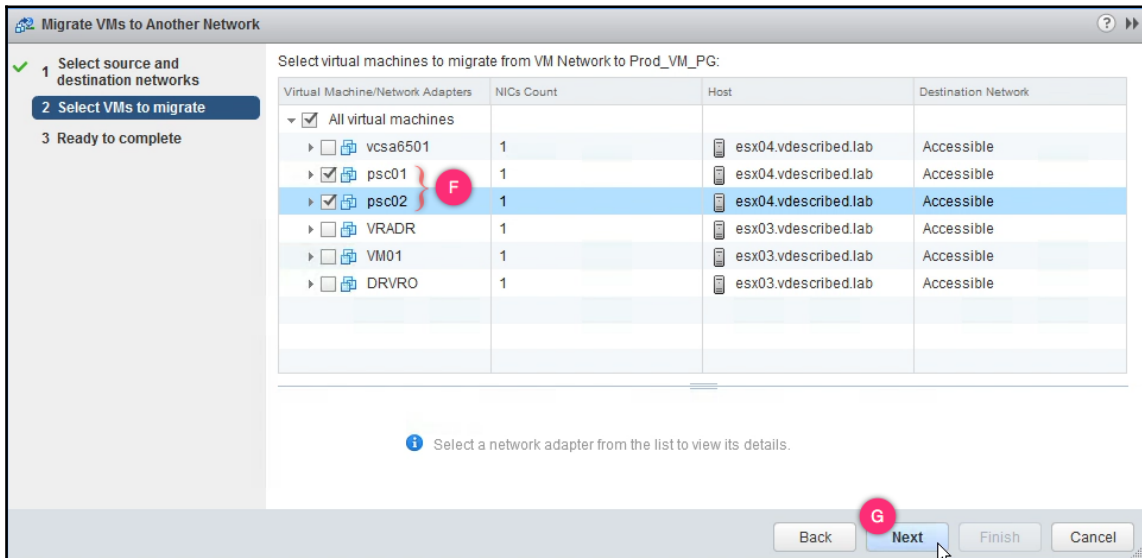 Migrate VMs to Another Network
?
1 Select source and
destination networks
2 Select VMs to migrate
3 Ready to complete
Select virtual machines to migrate from VM Network to Prod_VM_PG:
Virtual Machine/Network Adapters NICs Count Host Destination Network
All virtual machines
vcsa6501 1 esx04.vdescribed.lab Accessible
psc01 1 esx04.vdescribed.lab Accessible
F
psc02 1 esx04.vdescribed.lab Accessible
VRADR 1 esx03.vdescribed.lab Accessible
VM01 1 esx03.vdescribed.lab Accessible
DRVRO 1 esx03.vdescribed.lab Accessible
Select a network adapter from the list to view its details.
G
Back Next Finish Cancel